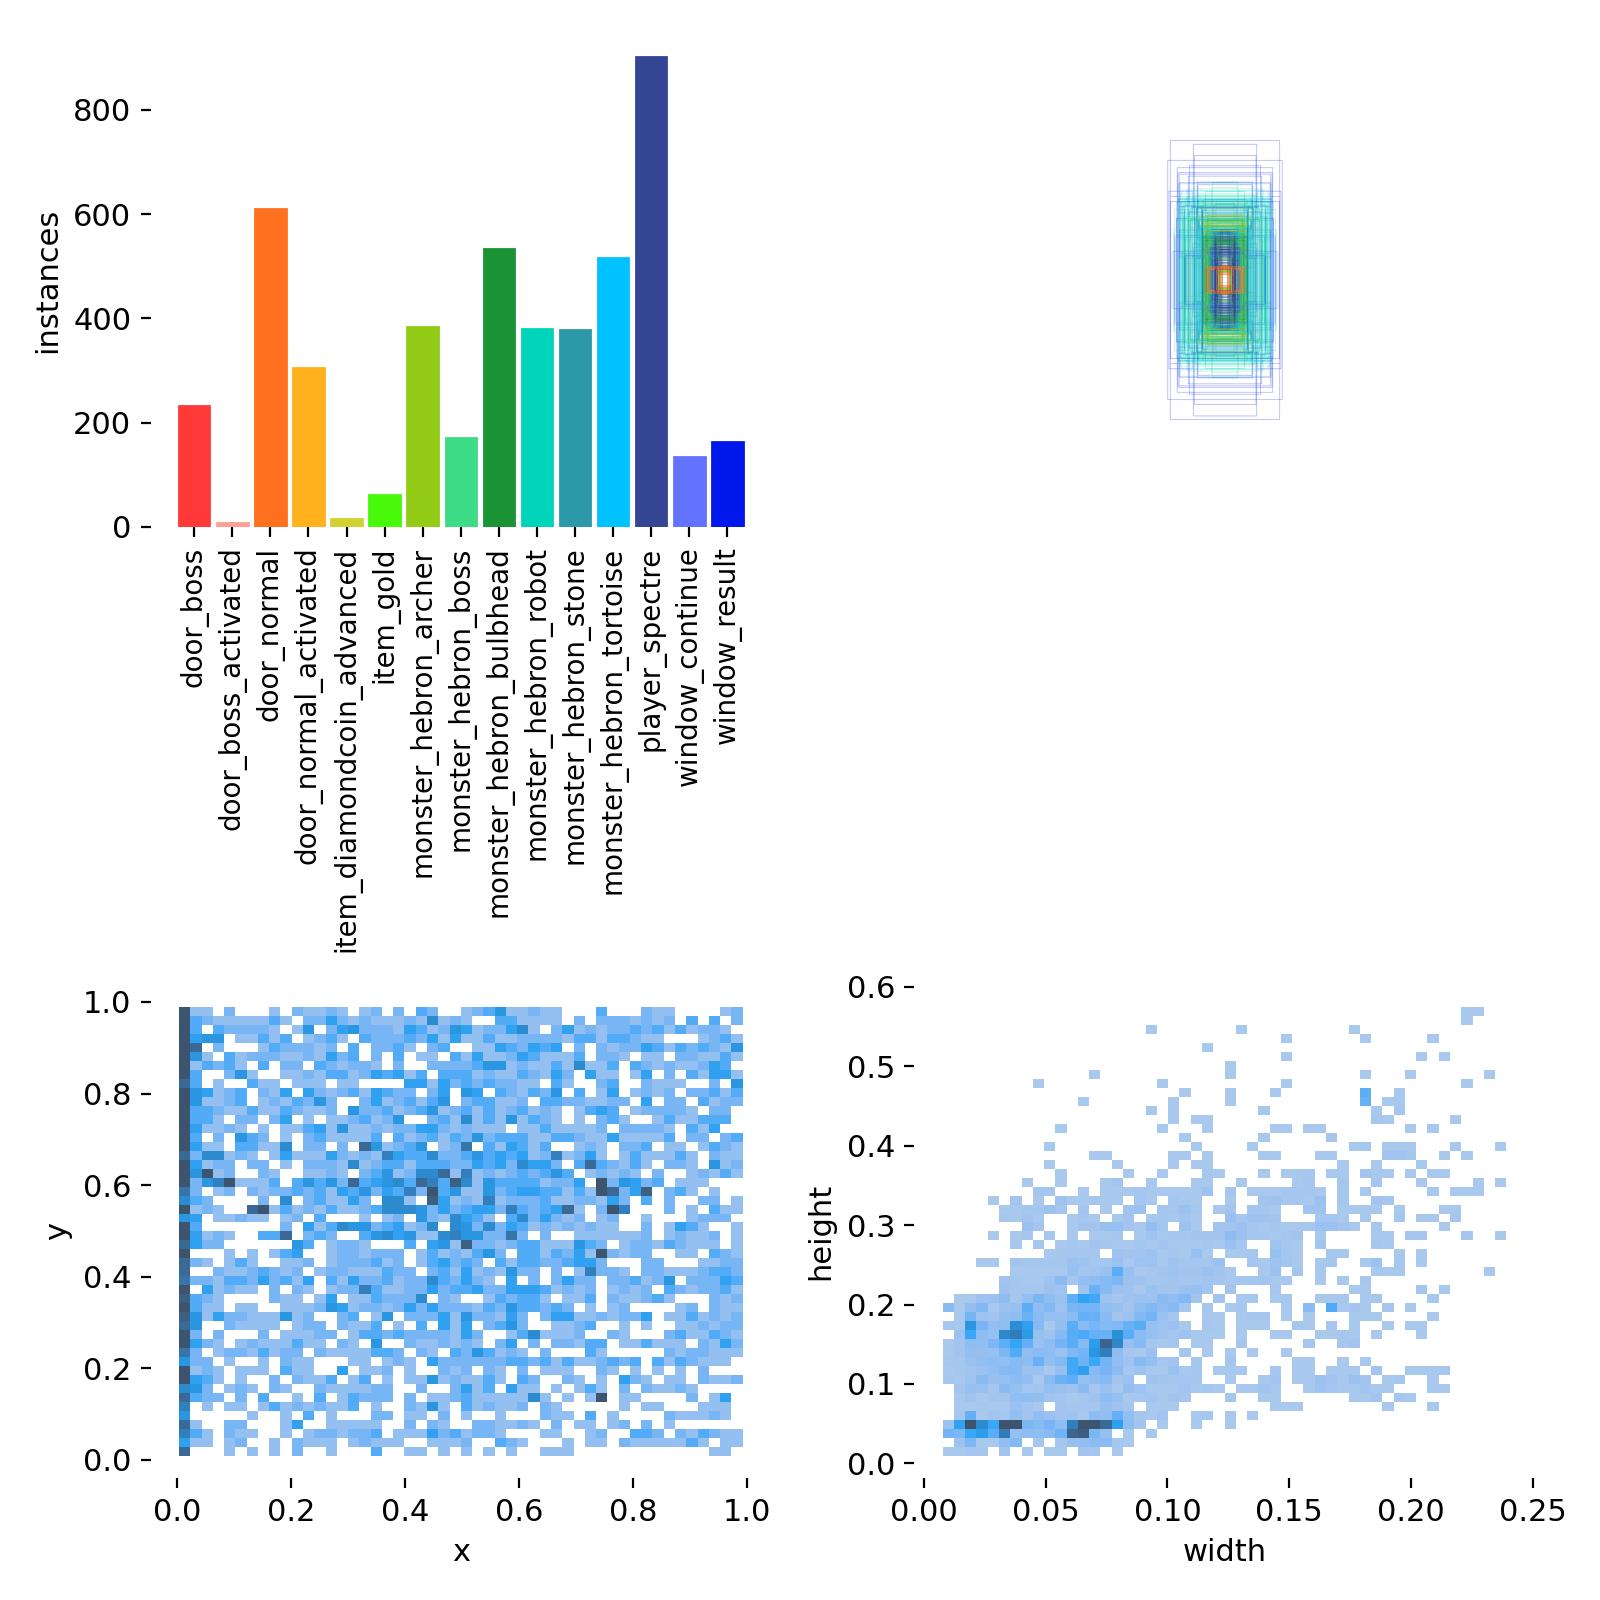 800
600
400
200
0
instances
door_boss
door_boss_activated
door_normal
door_normal_activated
item_diamondcoin_advanced
item_gold
monster_hebron_archer
monster_hebron_boss
monster_hebron_bulbhead
monster_hebron_robot
monster_hebron_stone
monster_hebron_tortoise
player_spectre
window_continue
window_result
1.0
0.8
0.6
0.4
0.2
0.0
y
0.0 0.2 0.4 0.6 0.8 1.0
x
0.6
0.5
0.4
0.3
0.2
0.1
0.0
height
0.00 0.05 0.10 0.15 0.20 0.25
width